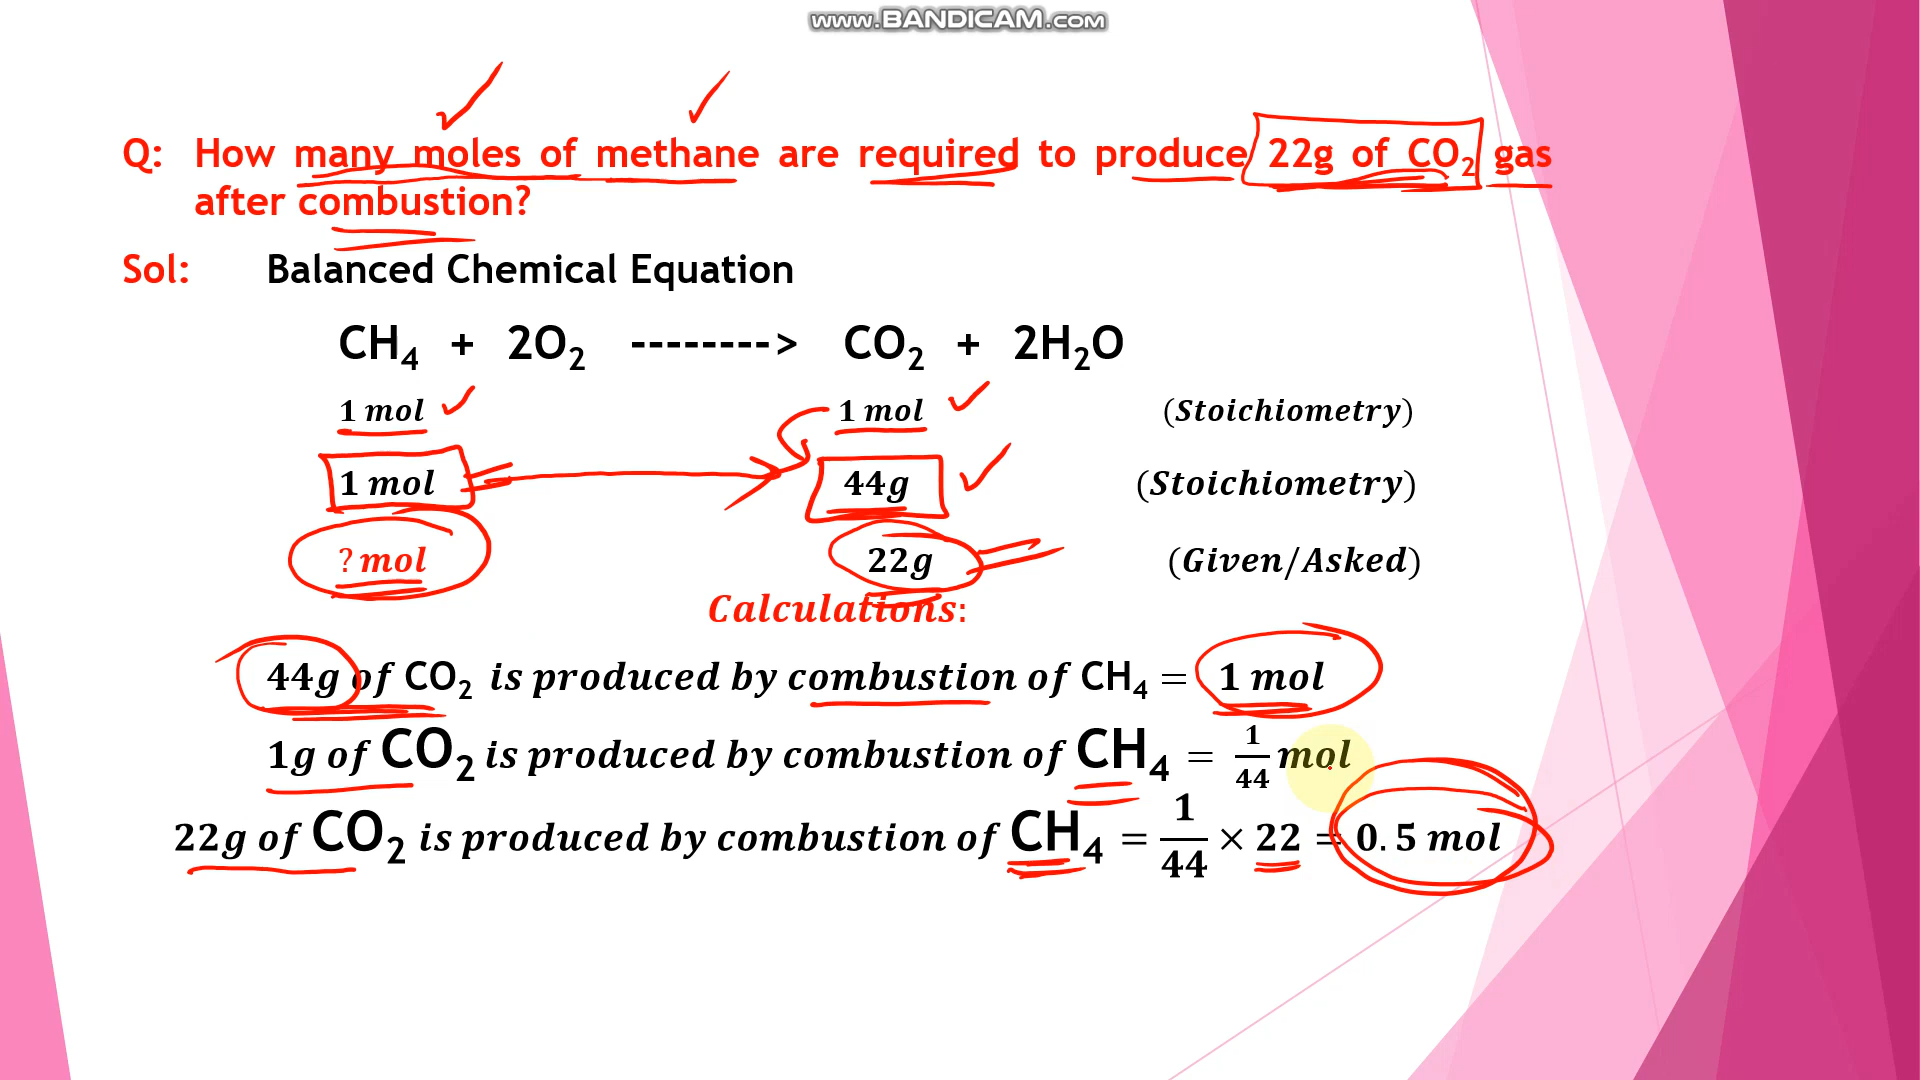 www.BANDICAM.com
Q: How many moles of methane are required to produce 22g of CO₂ gas
after combustion?
Sol: Balanced Chemical Equation
CH₄ + 2O₂ --------> CO₂ + 2H₂O
1 mol 1 mol (Stoichiometry)
1 mol 44g (Stoichiometry)
? mol 22g (Given/Asked)
Calculations:
44g of CO₂ is produced by combustion of CH₄ = 1 mol
1g of CO₂ is produced by combustion of CH₄ = 1/44 mol
22g of CO₂ is produced by combustion of CH₄ = 1/44 × 22 = 0.5 mol